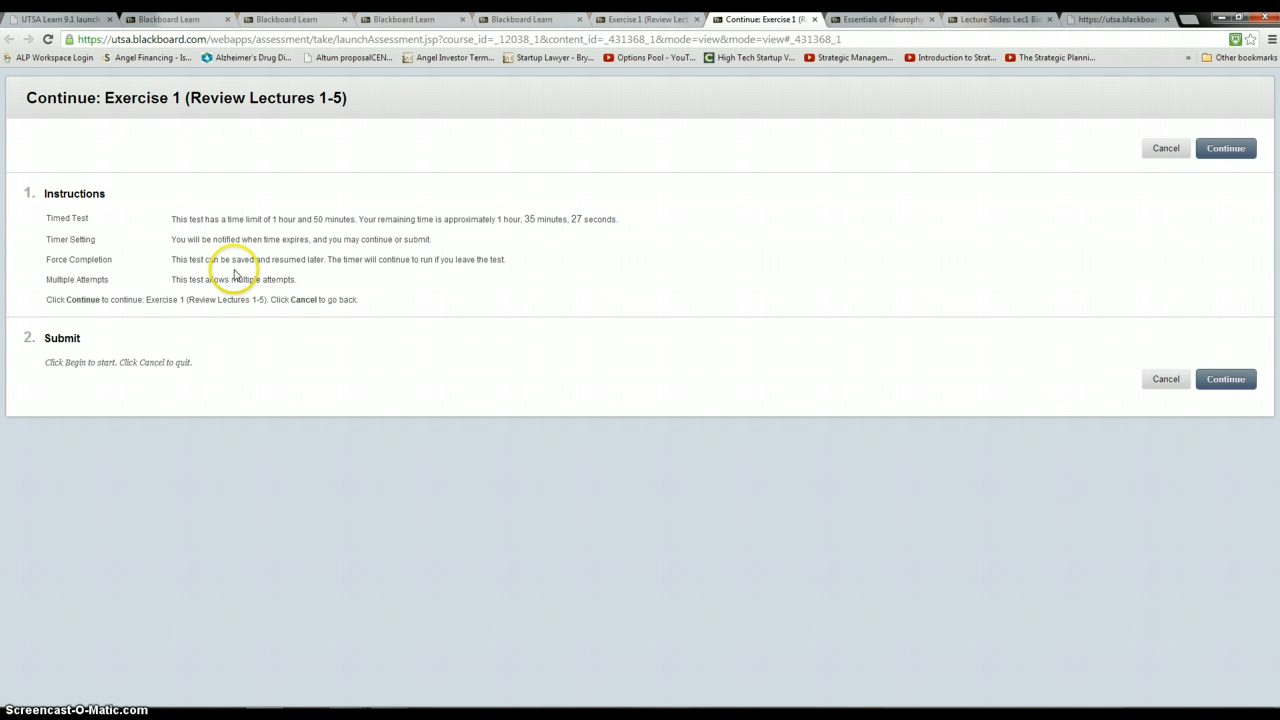 UTSA Learn 9.1 launch
Blackboard Learn
Blackboard Learn
Blackboard Learn
Blackboard Learn
Exercise 1 (Review Lect
Continue: Exercise 1 (R
Essentials of Neurophy
Lecture Slides: Lec1 Bi
https://utsa.blackboa
https://utsa.blackboard.com/webapps/assessment/take/launchAssessment.jsp?course_id=_12038_1&content_id=_431368_1&mode=view&mode=view#_431368_1
ALP Workspace Login
Angel Financing - Is...
Alzheimer's Drug Di...
Altum proposalCEN...
Angel Investor Term...
Startup Lawyer - Bry...
Options Pool - YouT...
High Tech Startup V...
Strategic Managem...
Introduction to Strat...
The Strategic Planni...
»
Other bookmarks
Continue: Exercise 1 (Review Lectures 1-5)
Cancel Continue
1. Instructions
Timed Test This test has a time limit of 1 hour and 50 minutes. Your remaining time is approximately 1 hour, 35 minutes, 27 seconds.
Timer Setting You will be notified when time expires, and you may continue or submit.
Force Completion This test can be saved and resumed later. The timer will continue to run if you leave the test.
Multiple Attempts This test allows multiple attempts.
Click Continue to continue: Exercise 1 (Review Lectures 1-5). Click Cancel to go back.
2. Submit
Click Begin to start. Click Cancel to quit.
Cancel Continue
Screencast-O-Matic.com